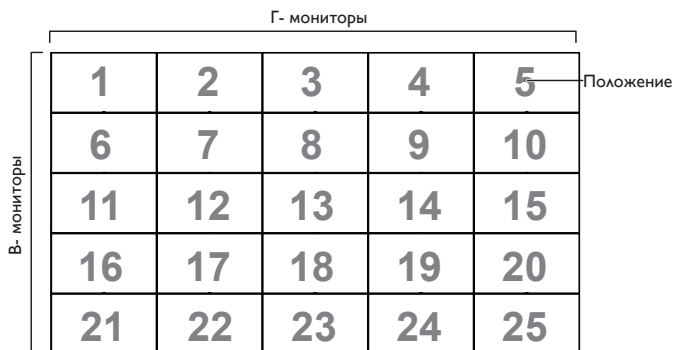 Г- мониторы
1 2 3 4 5 Положение
6 7 8 9 10
В- мониторы
11 12 13 14 15
16 17 18 19 20
21 22 23 24 25